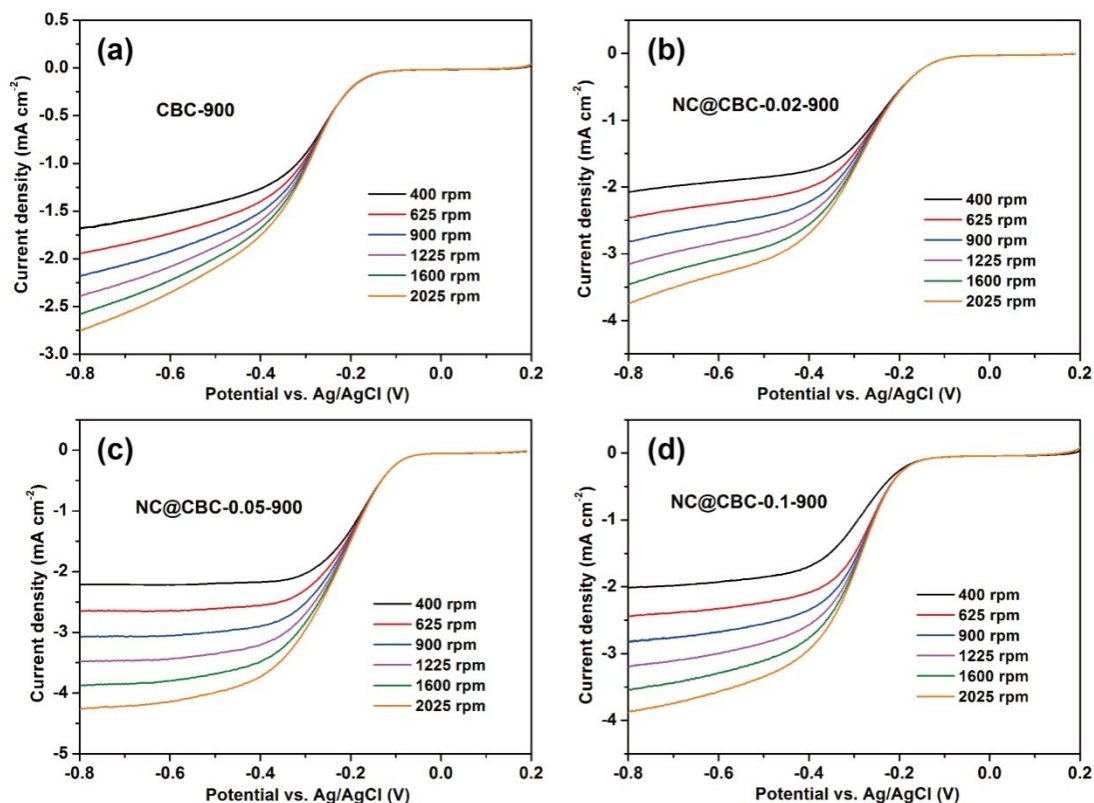 (a)
CBC-900
400 rpm
625 rpm
900 rpm
1225 rpm
1600 rpm
2025 rpm
0.5
0.0
-0.5
-1.0
-1.5
-2.0
-2.5
-3.0
Current density (mA cm-2)
-0.8 -0.6 -0.4 -0.2 0.0 0.2
Potential vs. Ag/AgCl (V)
(b)
NC@CBC-0.02-900
400 rpm
625 rpm
900 rpm
1225 rpm
1600 rpm
2025 rpm
0
-1
-2
-3
-4
Current density (mA cm-2)
-0.8 -0.6 -0.4 -0.2 0.0 0.2
Potential vs. Ag/AgCl (V)
(c)
NC@CBC-0.05-900
400 rpm
625 rpm
900 rpm
1225 rpm
1600 rpm
2025 rpm
0
-1
-2
-3
-4
-5
Current density (mA cm-2)
-0.8 -0.6 -0.4 -0.2 0.0 0.2
Potential vs. Ag/AgCl (V)
(d)
NC@CBC-0.1-900
400 rpm
625 rpm
900 rpm
1225 rpm
1600 rpm
2025 rpm
0
-1
-2
-3
-4
Current density (mA cm-2)
-0.8 -0.6 -0.4 -0.2 0.0 0.2
Potential vs. Ag/AgCl (V)